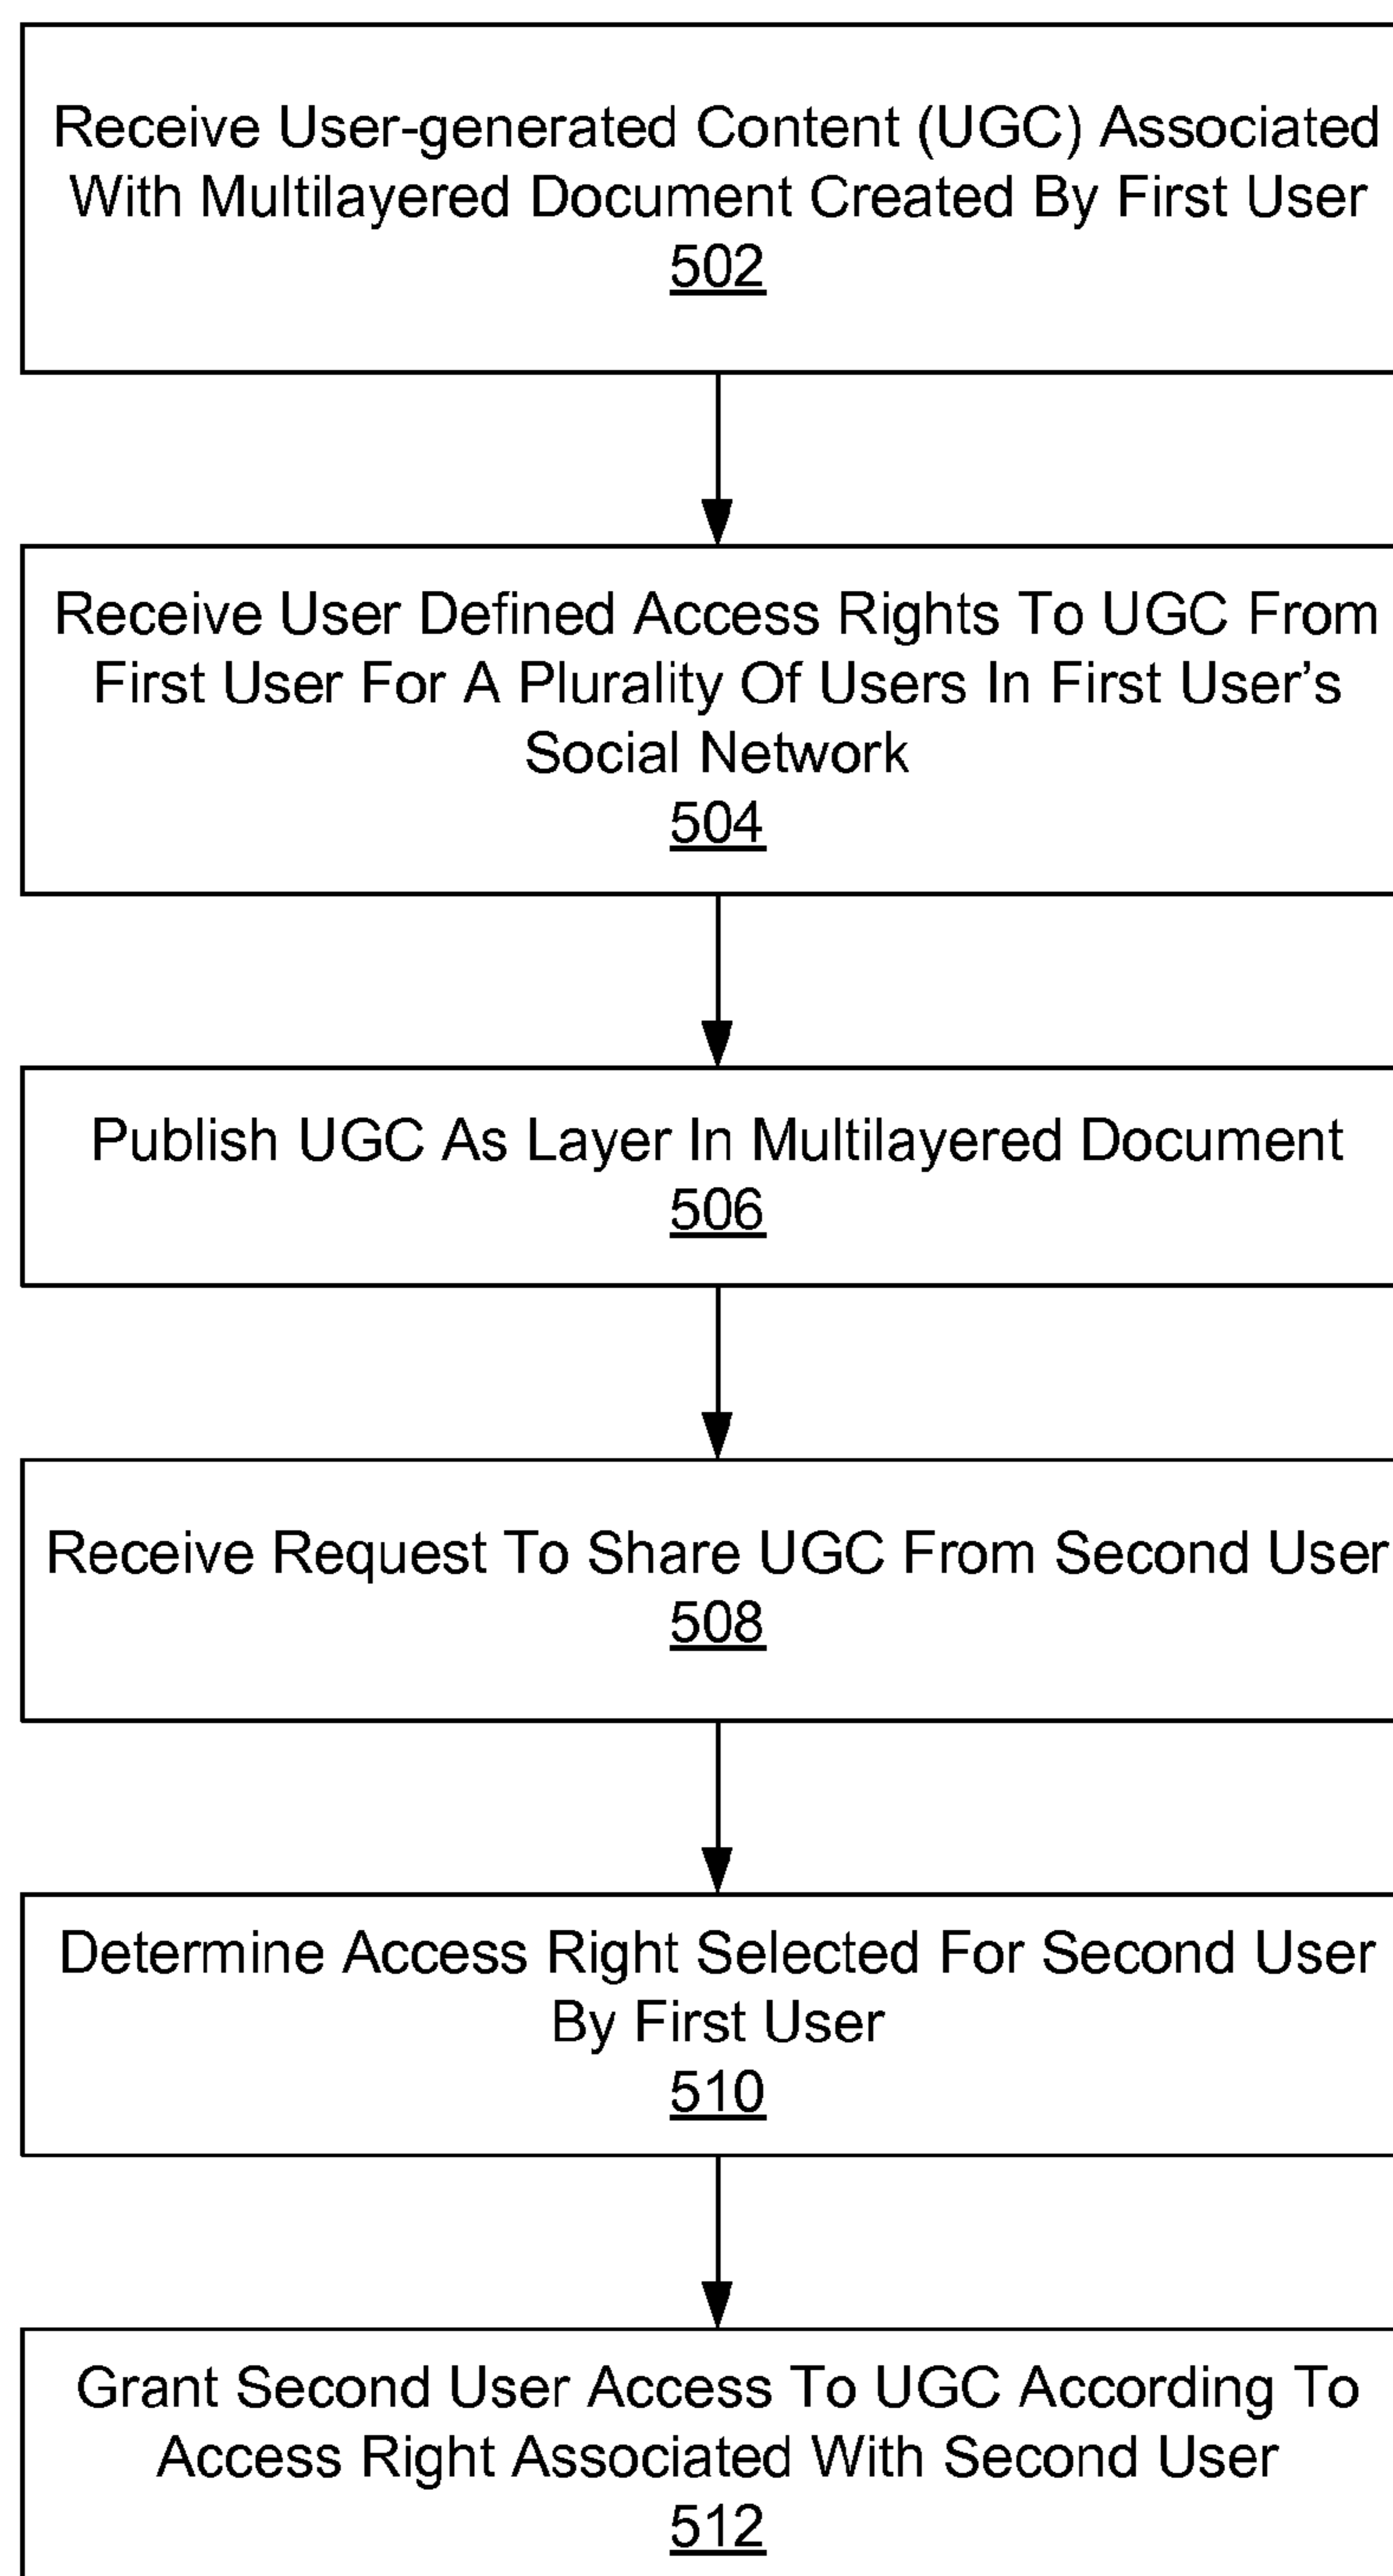 Receive User-generated Content (UGC) Associated
With Multilayered Document Created By First User
502
Receive User Defined Access Rights To UGC From
First User For A Plurality Of Users In First User’s
Social Network
504
Publish UGC As Layer In Multilayered Document
506
Receive Request To Share UGC From Second User
508
Determine Access Right Selected For Second User
By First User
510
Grant Second User Access To UGC According To
Access Right Associated With Second User
512